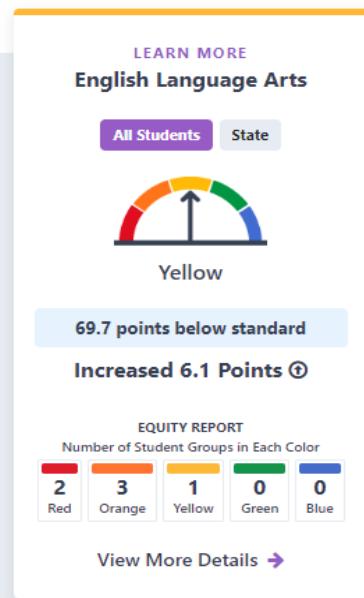 LEARN MORE
English Language Arts
All Students State
Yellow
69.7 points below standard
Increased 6.1 Points
EQUITY REPORT
Number of Student Groups in Each Color
2 3 1 0 0
Red Orange Yellow Green Blue
View More Details